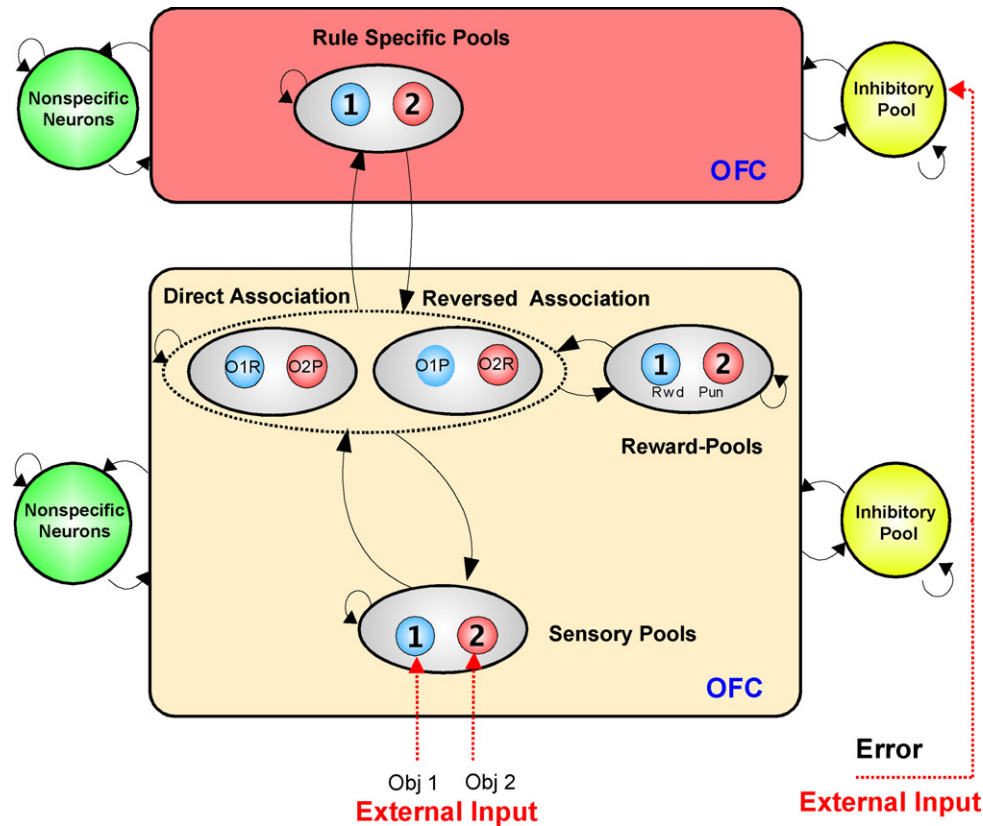 Rule Specific Pools
1 2
Nonspecific
Neurons
Inhibitory
Pool
OFC
Direct Association
Reversed Association
O1R O2P
O1P O2R
1 2
Rwd Pun
Reward-Pools
Nonspecific
Neurons
Inhibitory
Pool
1 2
Sensory Pools
OFC
Obj 1 Obj 2
External Input
Error
External Input